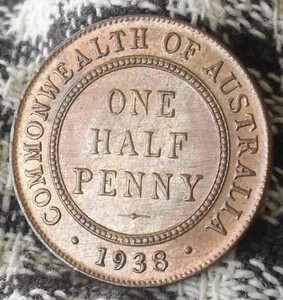 COMMONWEALTH OF AUSTRALIA
ONE
HALF
PENNY
· 1938 ·